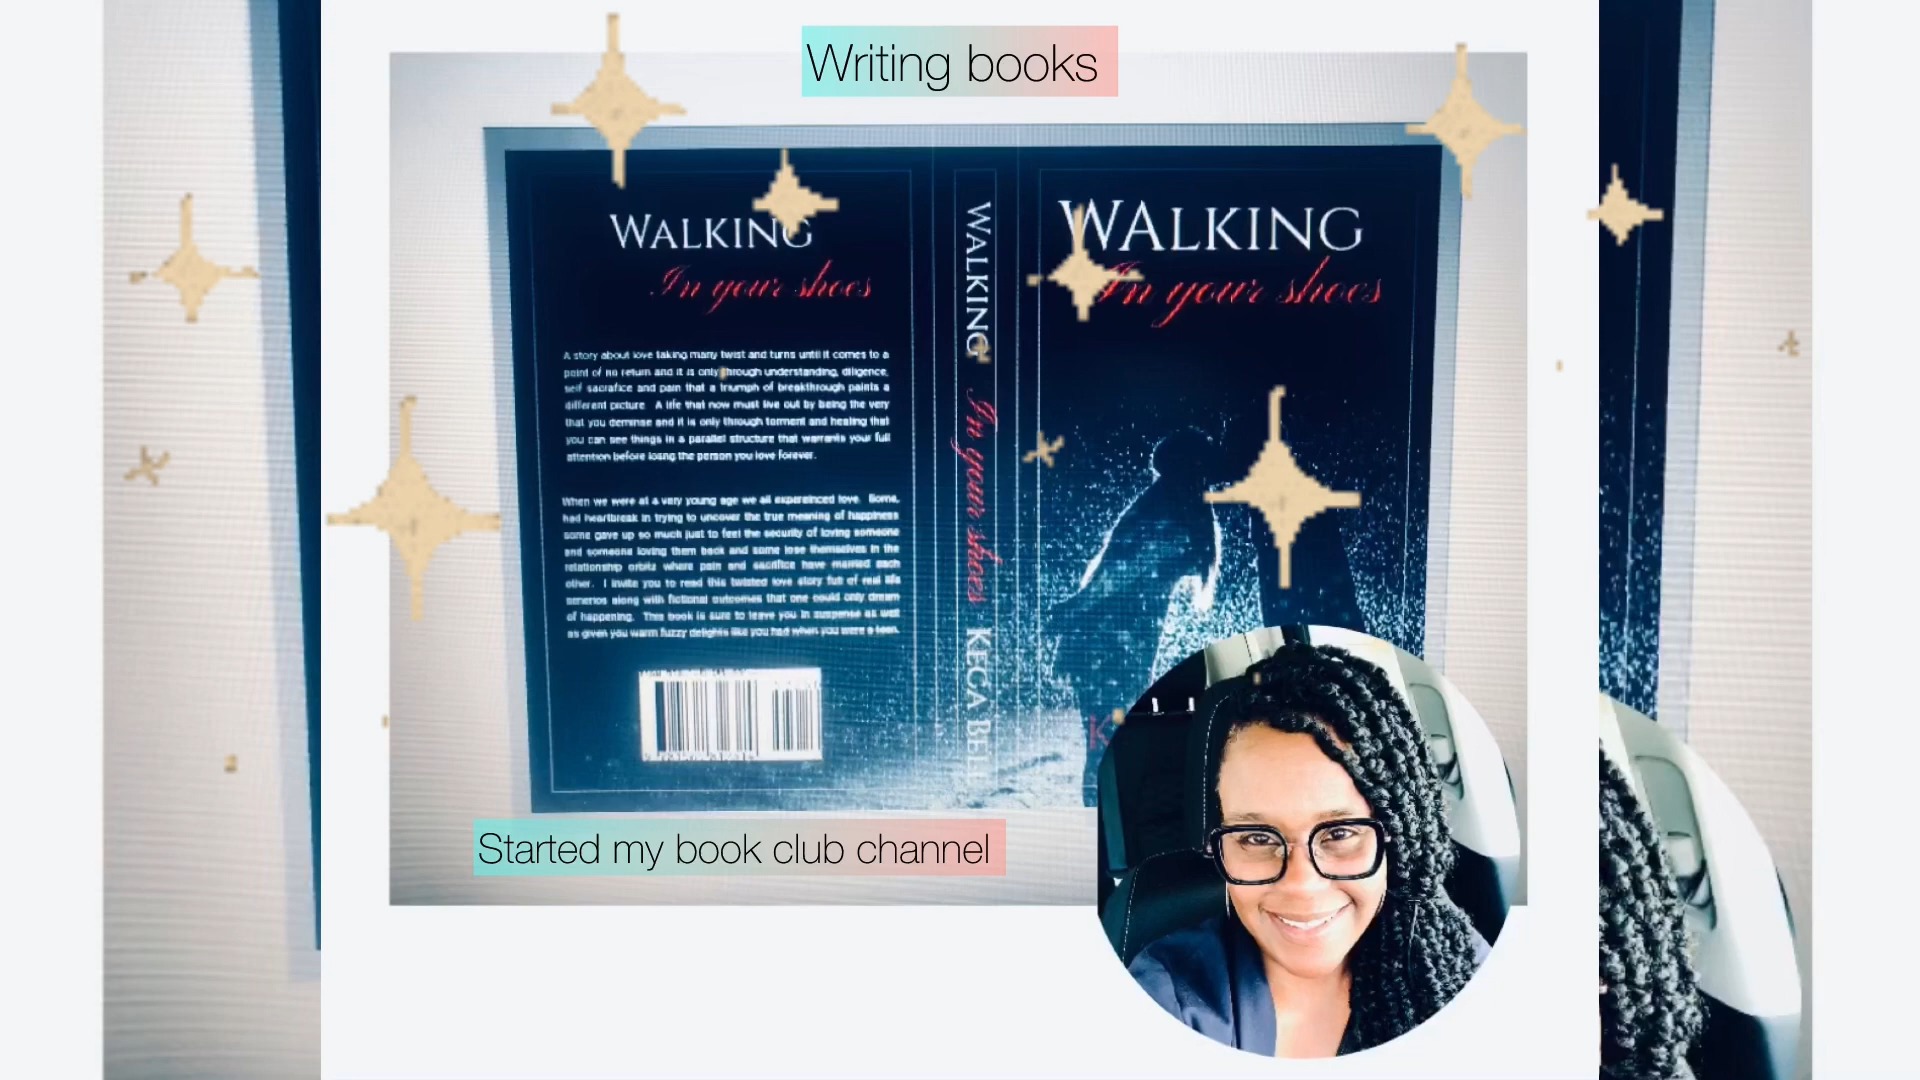 Writing books
WALKING
In your shoes
A story about love taking many twist and turns until it comes to a
point of no return and it is only through understanding, diligence,
self sacrafice and pain that a triumph of breakthrough paints a
different picture. A life that now must live out by being the very
that you deminse and it is only through torment and healing that
you can see things in a parallel structure that warrants your full
attention before losng the person you love forever.
When we were at a very young age we all expereinced love. Some,
had heartbreak in trying to uncover the true meaning of happiness
some gave up so much just to feel the security of loving someone
and someone loving them back and some lose themselves in the
relationship orbits where pain and sacrifice have married each
other. I invite you to read this twisted love story full of real life
senerios along with fictional outcomes that one could only dream
of happening. This book is sure to leave you in suspense as well
as given you warm fuzzy delights like you had when you were a teen.
WALKING In your shoes KECA BELL
WALKING
In your shoes
K
Started my book club channel